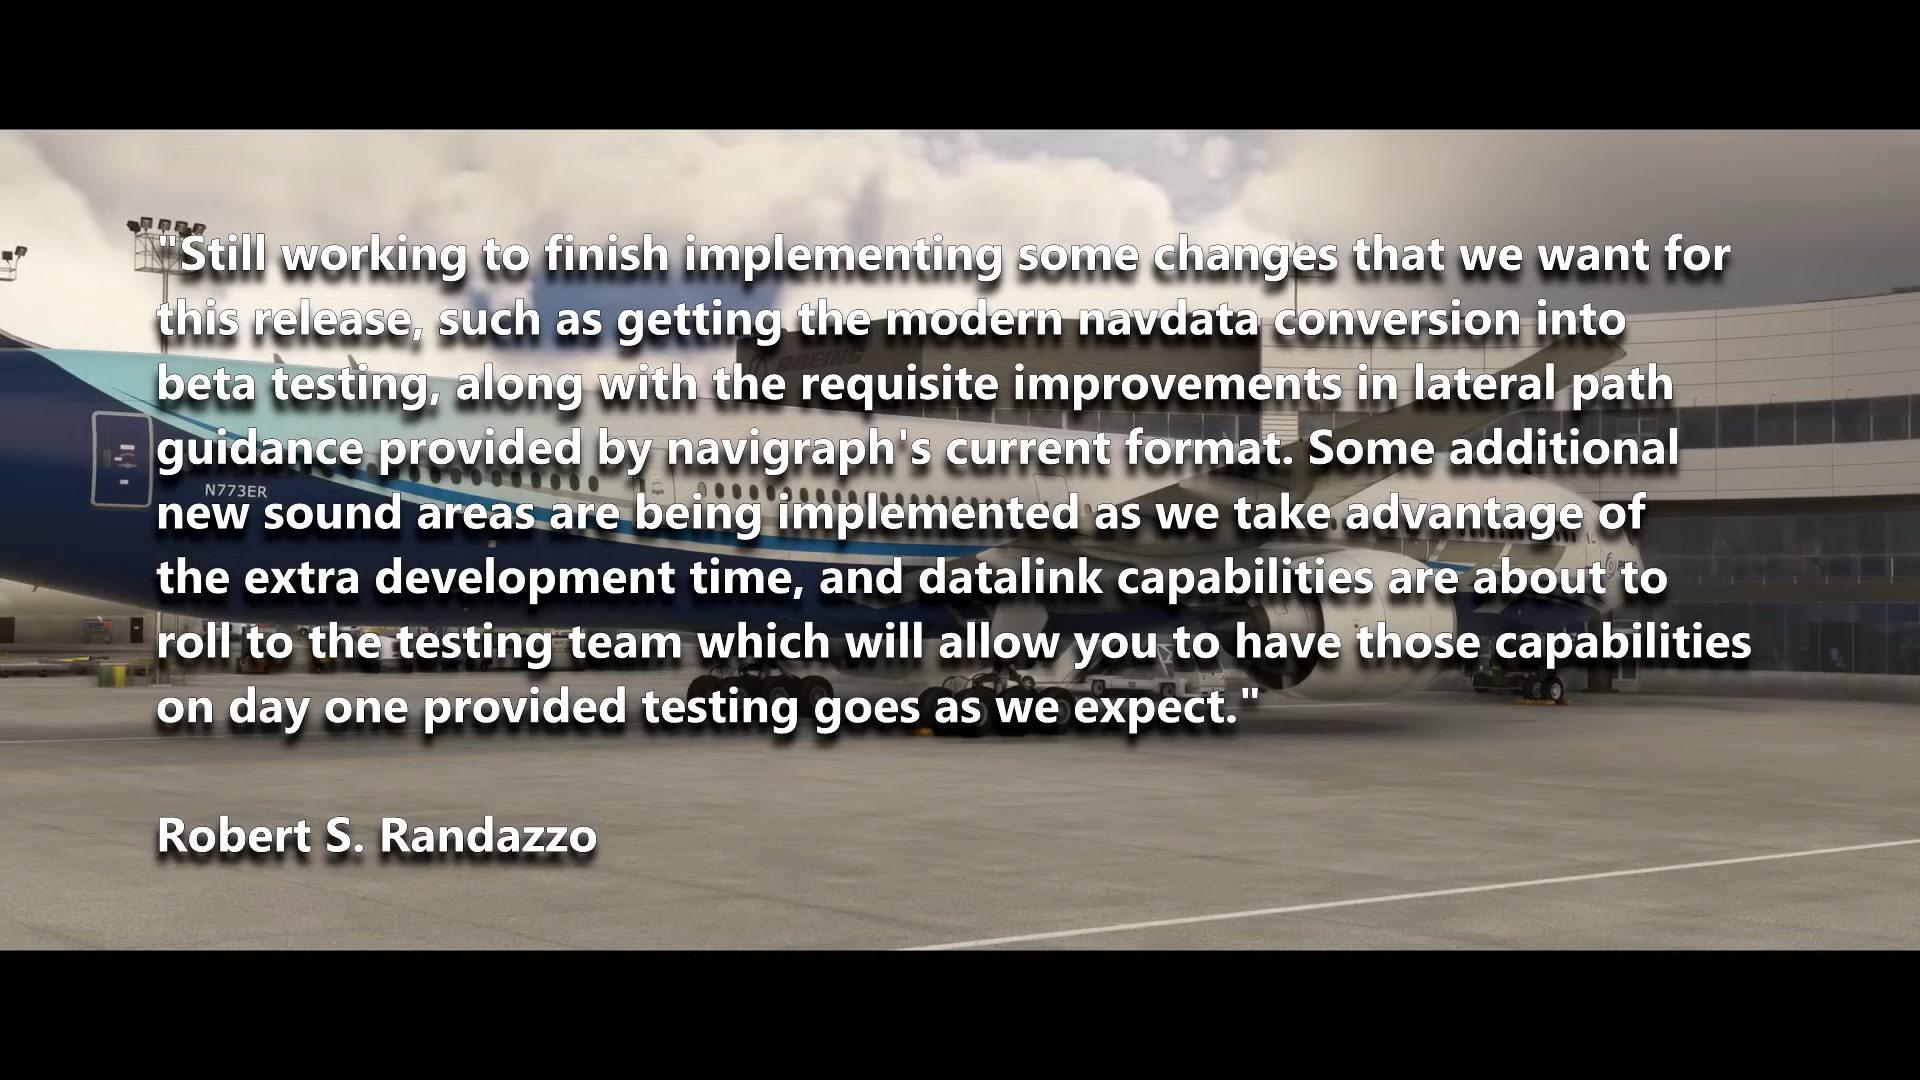 "Still working to finish implementing some changes that we want for
this release, such as getting the modern navdata conversion into
beta testing, along with the requisite improvements in lateral path
guidance provided by navigraph's current format. Some additional
new sound areas are being implemented as we take advantage of
the extra development time, and datalink capabilities are about to
roll to the testing team which will allow you to have those capabilities
on day one provided testing goes as we expect."
Robert S. Randazzo
BOEING
N773ER